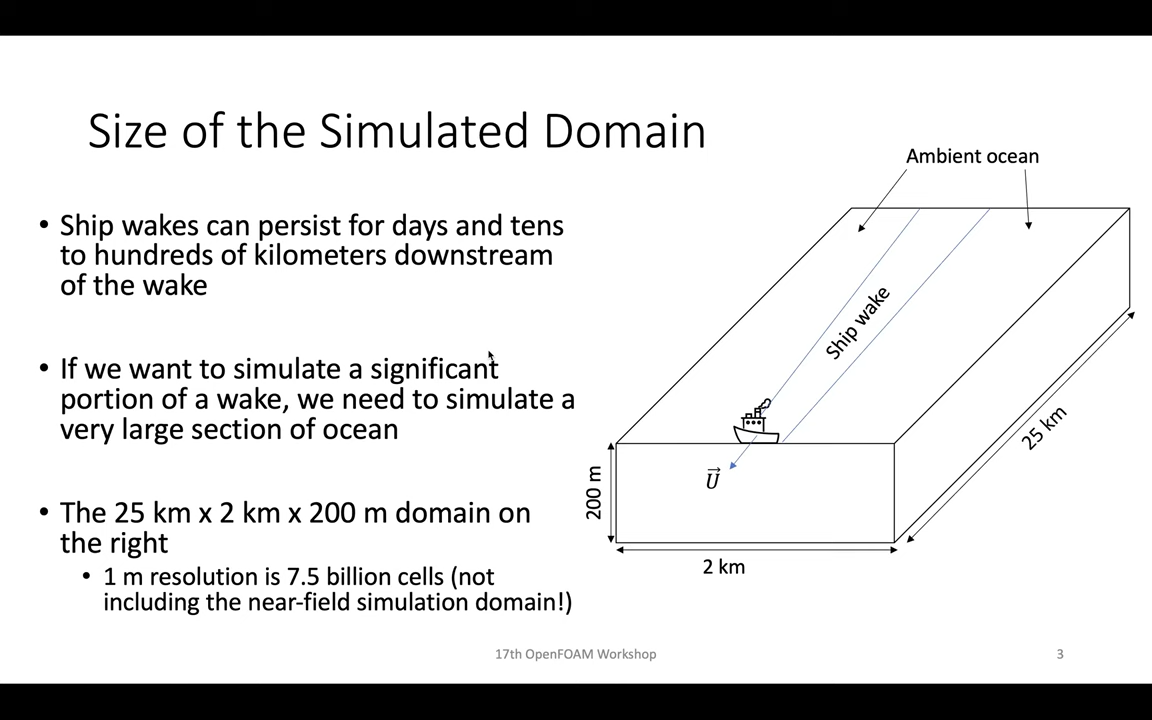 Size of the Simulated Domain
• Ship wakes can persist for days and tens
to hundreds of kilometers downstream
of the wake
• If we want to simulate a significant
portion of a wake, we need to simulate a
very large section of ocean
• The 25 km x 2 km x 200 m domain on
the right
• 1 m resolution is 7.5 billion cells (not
including the near-field simulation domain!)
Ambient ocean
Ship wake
U⃗
200 m
2 km
25 km
17th OpenFOAM Workshop
3